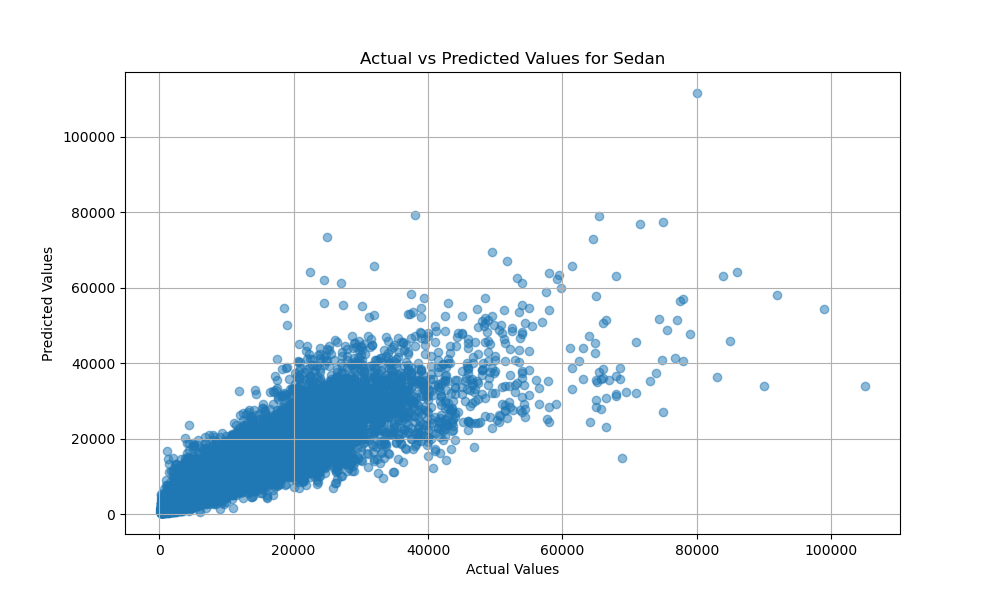 Actual vs Predicted Values for Sedan
100000
80000
60000
40000
20000
0
Predicted Values
0 20000 40000 60000 80000 100000
Actual Values